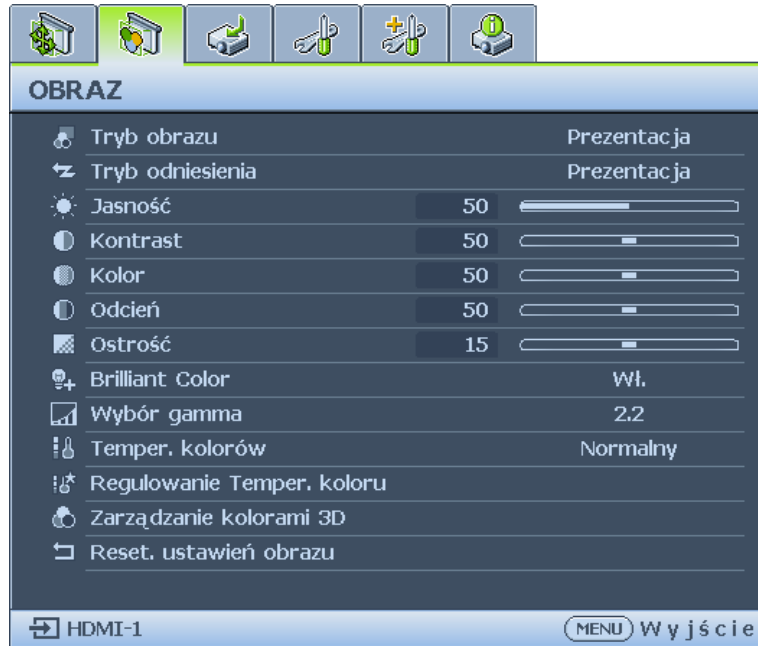 OBRAZ
Tryb obrazu Prezentacja
Tryb odniesienia Prezentacja
Jasność 50
Kontrast 50
Kolor 50
Odcień 50
Ostrość 15
Brilliant Color Wł.
Wybór gamma 2.2
Temper. kolorów Normalny
Regulowanie Temper. koloru
Zarządzanie kolorami 3D
Reset. ustawień obrazu
HDMI-1 MENU Wyjście